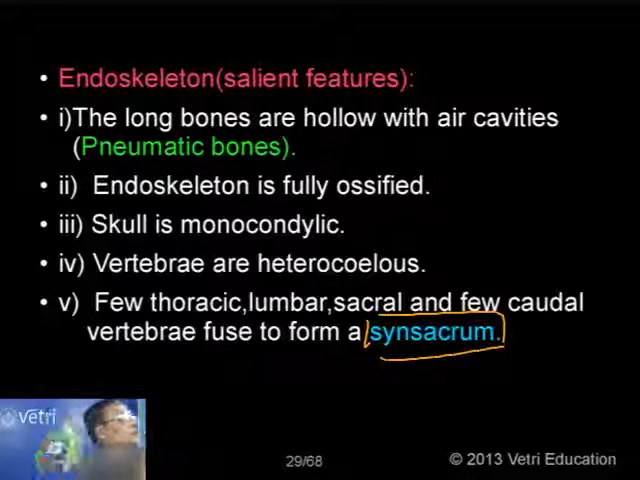 • Endoskeleton(salient features):
• i)The long bones are hollow with air cavities
(Pneumatic bones).
• ii) Endoskeleton is fully ossified.
• iii) Skull is monocondylic.
• iv) Vertebrae are heterocoelous.
• v) Few thoracic,lumbar,sacral and few caudal
vertebrae fuse to form a synsacrum.
vetri
29/68
© 2013 Vetri Education